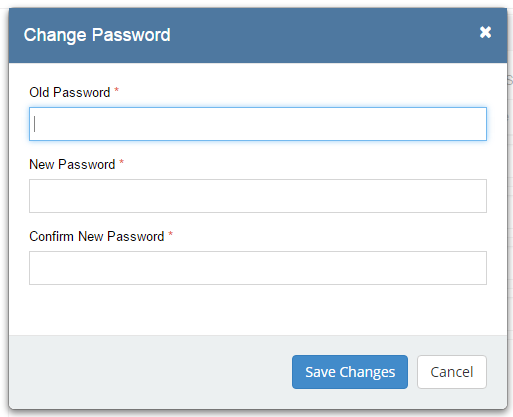 Change Password ✖
Old Password *
New Password *
Confirm New Password *
Save Changes Cancel